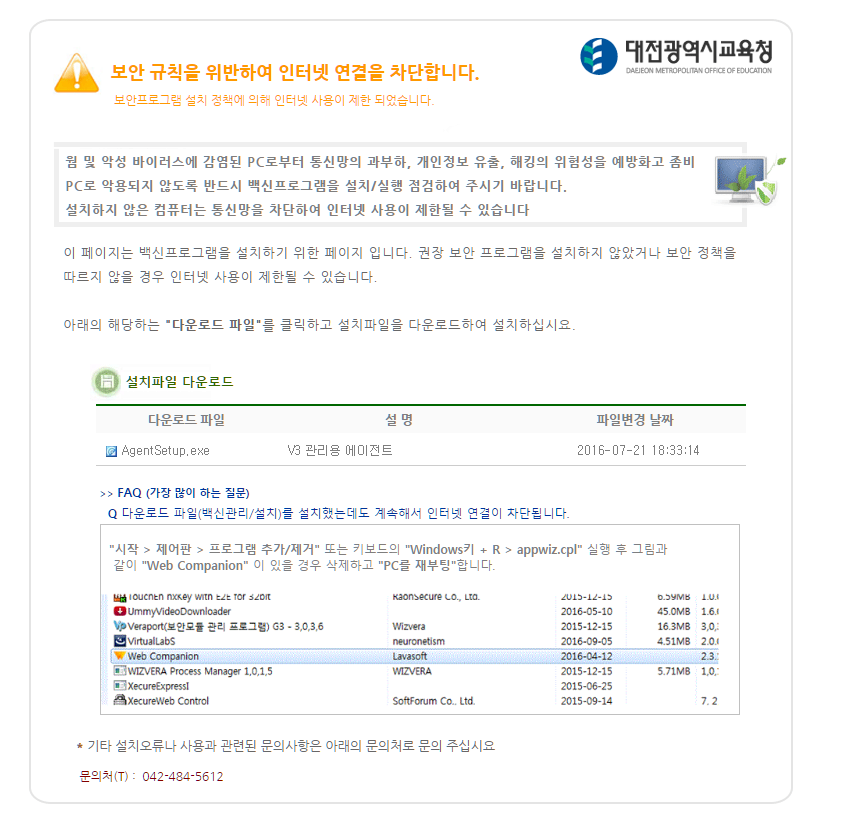 대전광역시교육청
DAEJEON METROPOLITAN OFFICE OF EDUCATION
보안 규칙을 위반하여 인터넷 연결을 차단합니다.
보안프로그램 설치 정책에 의해 인터넷 사용이 제한 되었습니다.
웜 및 악성 바이러스에 감염된 PC로부터 통신망의 과부하, 개인정보 유출, 해킹의 위험성을 예방화고 좀비
PC로 악용되지 않도록 반드시 백신프로그램을 설치/실행 점검하여 주시기 바랍니다.
설치하지 않은 컴퓨터는 통신망을 차단하여 인터넷 사용이 제한될 수 있습니다
이 페이지는 백신프로그램을 설치하기 위한 페이지 입니다. 권장 보안 프로그램을 설치하지 않았거나 보안 정책을
따르지 않을 경우 인터넷 사용이 제한될 수 있습니다.
아래의 해당하는 "다운로드 파일"를 클릭하고 설치파일을 다운로드하여 설치하십시요.
설치파일 다운로드
다운로드 파일 설 명 파일변경 날짜
AgentSetup.exe V3 관리용 에이전트 2016-07-21 18:33:14
>> FAQ (가장 많이 하는 질문)
Q 다운로드 파일(백신관리/설치)를 설치했는데도 계속해서 인터넷 연결이 차단됩니다.
"시작 > 제어판 > 프로그램 추가/제거" 또는 키보드의 "Windows키 + R > appwiz.cpl" 실행 후 그림과
같이 "Web Companion" 이 있을 경우 삭제하고 "PC를 재부팅"합니다.
TouchEn nxKey with E2E for 32bit RaonSecure Co., Ltd. 2015-12-15 6.59MB 1.0.
UmmyVideoDownloader 2016-05-10 45.0MB 1.6.
Veraport(보안모듈 관리 프로그램) G3 - 3,0,3,6 Wizvera 2015-12-15 16.3MB 3,0,
VirtualLabS neuronetism 2016-09-05 4.51MB 2.0.
Web Companion Lavasoft 2016-04-12 2.3.
WIZVERA Process Manager 1,0,1,5 WIZVERA 2015-12-15 5.71MB 1,0,
XecureExpressI 2015-06-25
XecureWeb Control SoftForum Co., Ltd. 2015-09-14 7, 2
* 기타 설치오류나 사용과 관련된 문의사항은 아래의 문의처로 문의 주십시요
문의처(T) : 042-484-5612